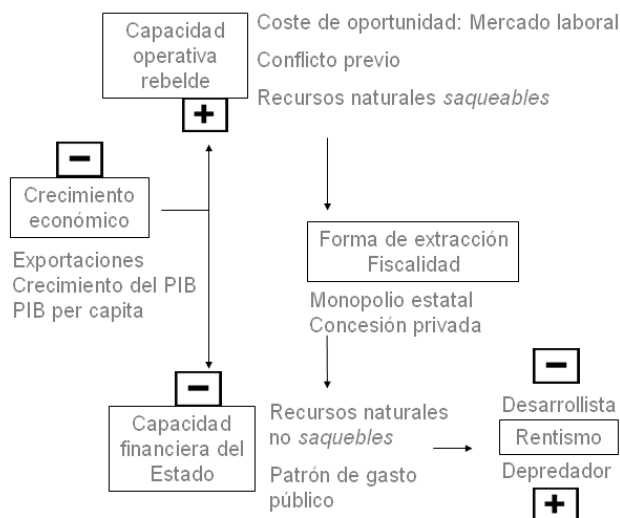 Capacidad
operativa
rebelde
+
Coste de oportunidad: Mercado laboral
Conflicto previo
Recursos naturales saqueables
−
Crecimiento
económico
Exportaciones
Crecimiento del PIB
PIB per capita
Forma de extracción
Fiscalidad
Monopolio estatal
Concesión privada
−
Capacidad
financiera del
Estado
Recursos naturales
no saquebles
Patrón de gasto
público
−
Desarrollista
Rentismo
Depredador
+